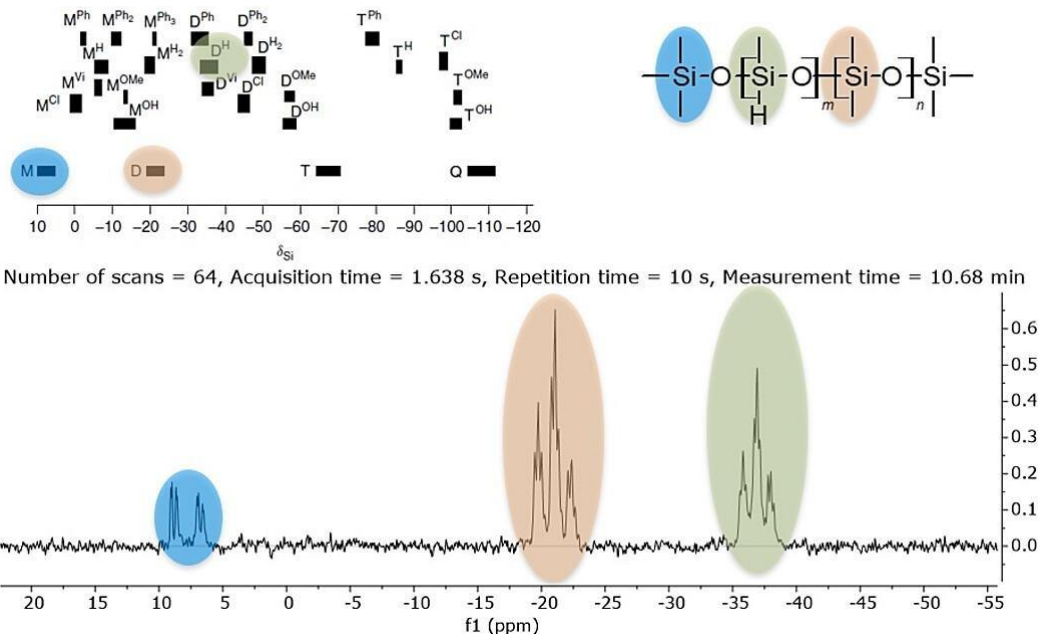 M^Ph M^Ph2 M^Ph3 D^Ph D^Ph2 T^Ph
M^H M^H2 D^H D^H2 T^H T^Cl
M^Vi M^OMe D^Vi D^Cl D^OMe T^OMe
M^Cl M^OH D^OH T^OH
M D T Q
10 0 −10 −20 −30 −40 −50 −60 −70 −80 −90 −100 −110 −120
δSi
Si O [ Si O ]m [ Si O ]n Si
H
Number of scans = 64, Acquisition time = 1.638 s, Repetition time = 10 s, Measurement time = 10.68 min
0.6
0.5
0.4
0.3
0.2
0.1
0.0
20 15 10 5 0 -5 -10 -15 -20 -25 -30 -35 -40 -45 -50 -55
f1 (ppm)